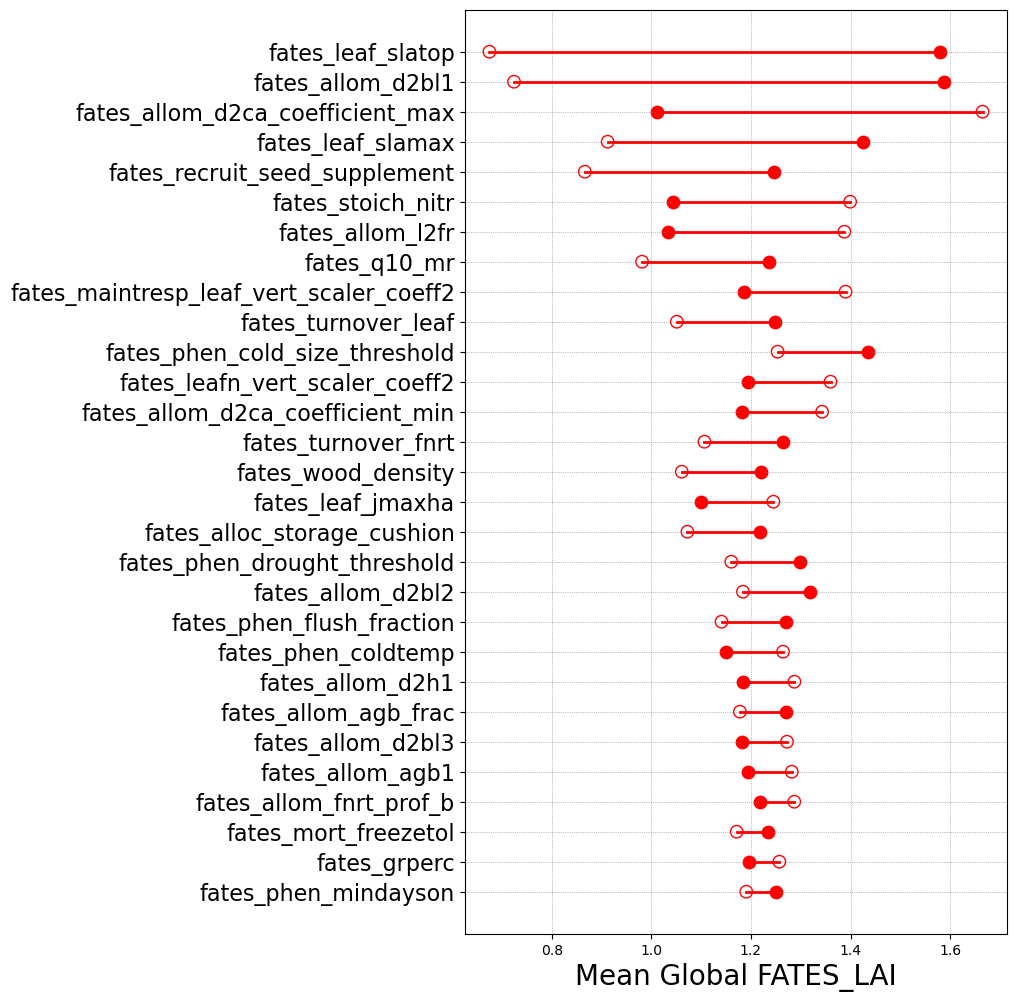 fates_leaf_slatop
fates_allom_d2bl1
fates_allom_d2ca_coefficient_max
fates_leaf_slamax
fates_recruit_seed_supplement
fates_stoich_nitr
fates_allom_l2fr
fates_q10_mr
fates_maintresp_leaf_vert_scaler_coeff2
fates_turnover_leaf
fates_phen_cold_size_threshold
fates_leafn_vert_scaler_coeff2
fates_allom_d2ca_coefficient_min
fates_turnover_fnrt
fates_wood_density
fates_leaf_jmaxha
fates_alloc_storage_cushion
fates_phen_drought_threshold
fates_allom_d2bl2
fates_phen_flush_fraction
fates_phen_coldtemp
fates_allom_d2h1
fates_allom_agb_frac
fates_allom_d2bl3
fates_allom_agb1
fates_allom_fnrt_prof_b
fates_mort_freezetol
fates_grperc
fates_phen_mindayson
0.8 1.0 1.2 1.4 1.6
Mean Global FATES_LAI